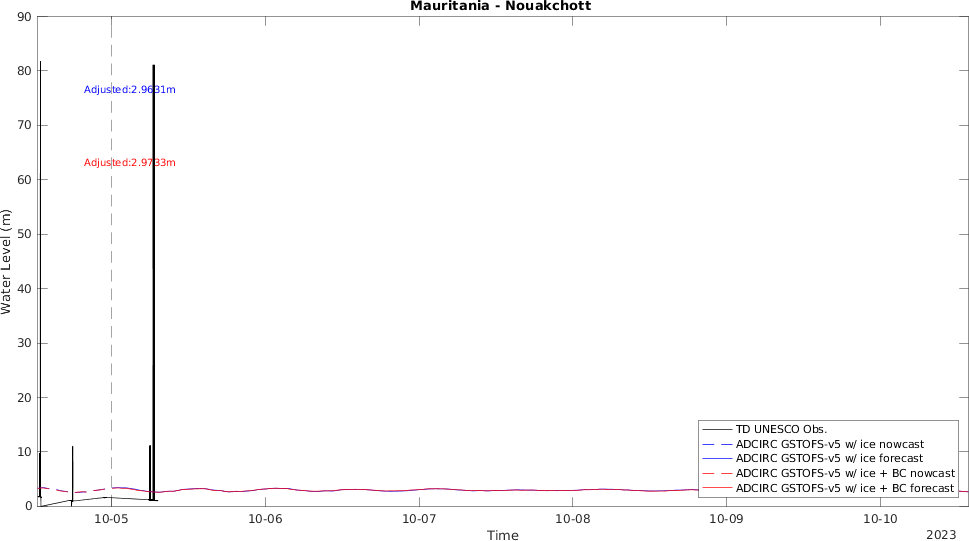 Mauritania - Nouakchott
90
80
70
60
50
40
30
20
10
0
Water Level (m)
Adjusted:2.9631m
Adjusted:2.9733m
TD UNESCO Obs.
ADCIRC GSTOFS-v5 w/ ice nowcast
ADCIRC GSTOFS-v5 w/ ice forecast
ADCIRC GSTOFS-v5 w/ ice + BC nowcast
ADCIRC GSTOFS-v5 w/ ice + BC forecast
10-05 10-06 10-07 10-08 10-09 10-10
Time
2023